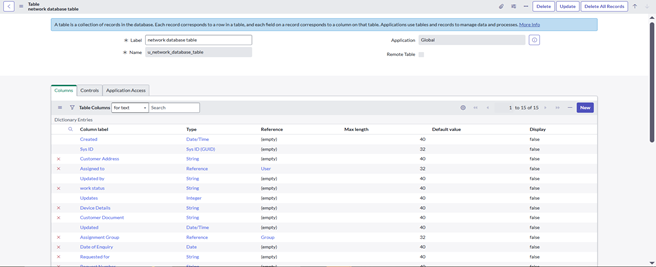 Table
network database table
Delete
Update
Delete All Records
A table is a collection of records in the database. Each record corresponds to a row in a table, and each field on a record corresponds to a column on that table. Applications use tables and records to manage data and processes. More Info
Label
network database table
Application
Global
Name
u_network_database_table
Remote Table
Columns
Controls
Application Access
Table Columns
for text
Search
1 to 15 of 15
New
Dictionary Entries
Column label Type Reference Max length Default value Display
Created Date/Time (empty) 40 false
Sys ID Sys ID (GUID) (empty) 32 false
Customer Address String (empty) 40 false
Assigned to Reference User 32 false
Updated by String (empty) 40 false
work status String (empty) 40 false
Updates Integer (empty) 40 false
Device Details String (empty) 40 false
Customer Document String (empty) 40 false
Updated Date/Time (empty) 40 false
Assignment Group Reference Group 32 false
Date of Enquiry Date (empty) 40 false
Requested for String (empty) 40 false